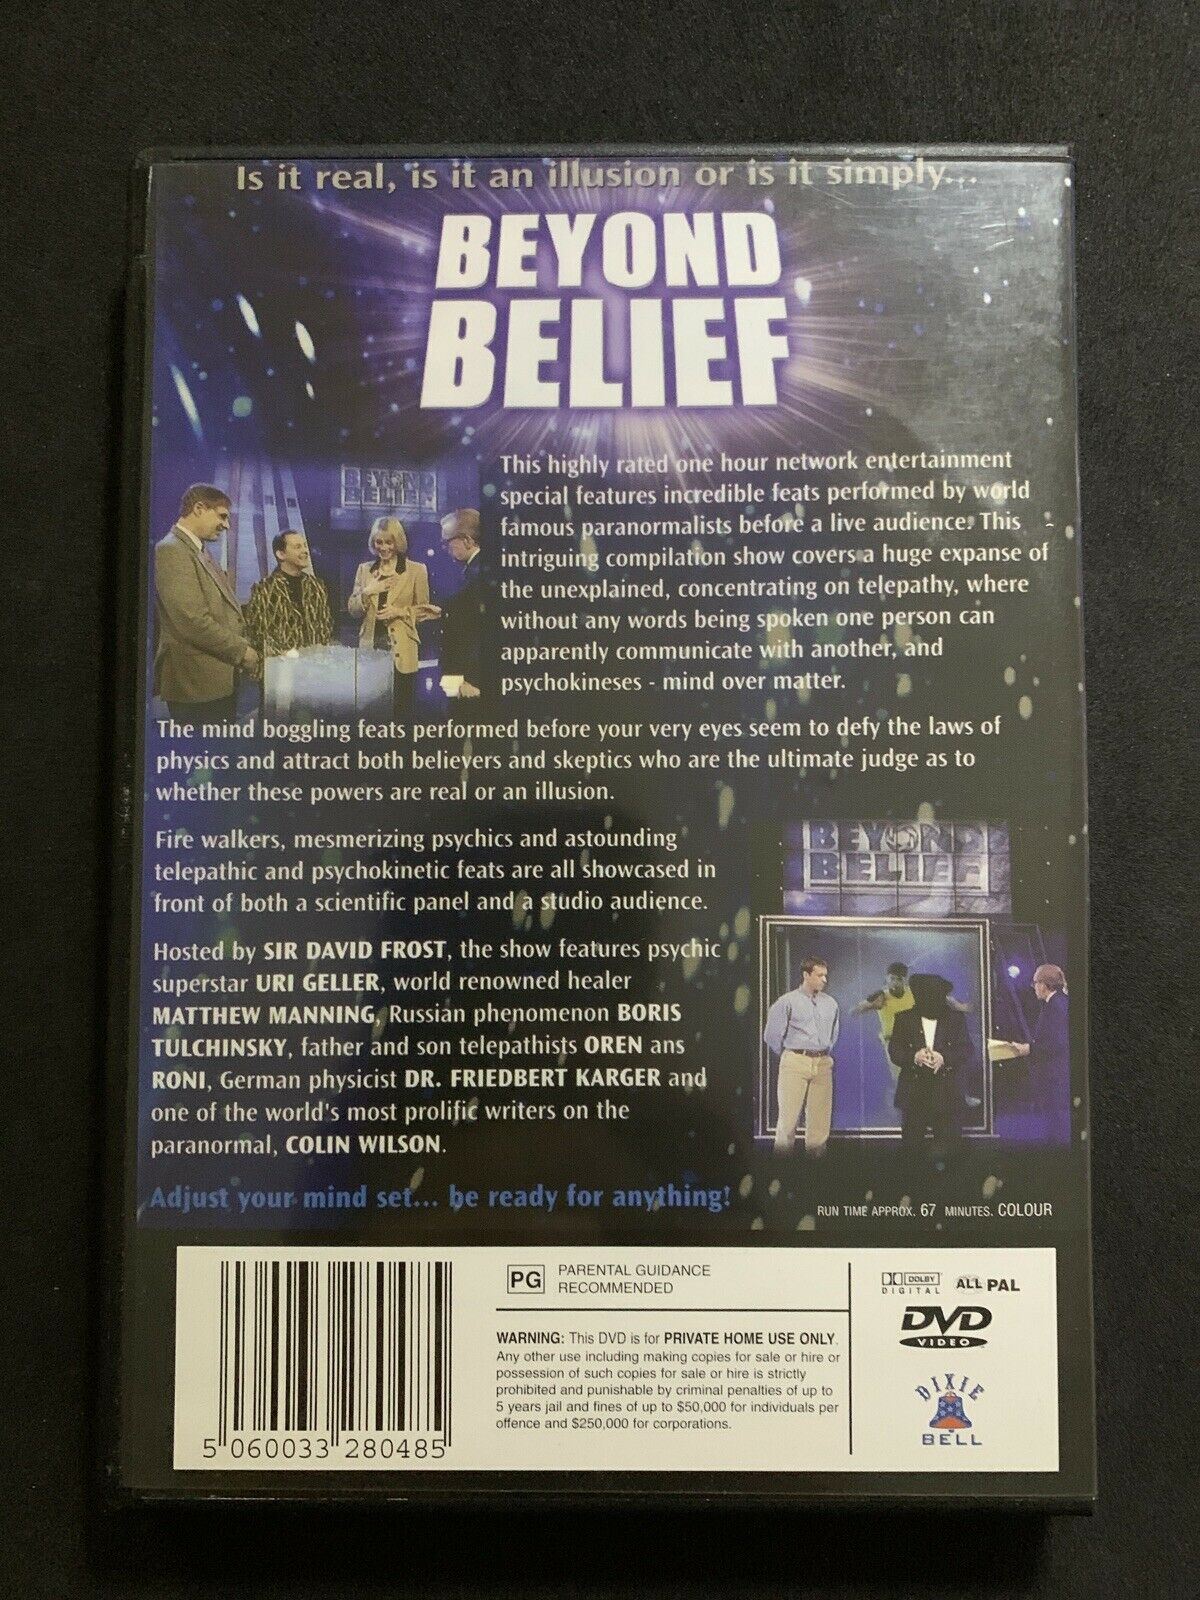 Is it real, is it an illusion or is it simply...
BEYOND
BELIEF
BEYOND
BELIEF
This highly rated one hour network entertainment
special features incredible feats performed by world
famous paranormalists before a live audience. This
intriguing compilation show covers a huge expanse of
the unexplained, concentrating on telepathy, where
without any words being spoken one person can
apparently communicate with another, and
psychokineses - mind over matter.
The mind boggling feats performed before your very eyes seem to defy the laws of
physics and attract both believers and skeptics who are the ultimate judge as to
whether these powers are real or an illusion.
Fire walkers, mesmerizing psychics and astounding
telepathic and psychokinetic feats are all showcased in
front of both a scientific panel and a studio audience.
BEYOND
BELIEF
Hosted by SIR DAVID FROST, the show features psychic
superstar URI GELLER, world renowned healer
MATTHEW MANNING, Russian phenomenon BORIS
TULCHINSKY, father and son telepathists OREN ans
RONI, German physicist DR. FRIEDBERT KARGER and
one of the world's most prolific writers on the
paranormal, COLIN WILSON.
Adjust your mind set... be ready for anything!
RUN TIME APPROX. 67 MINUTES. COLOUR
5 060033 280485
PG PARENTAL GUIDANCE
RECOMMENDED
WARNING: This DVD is for PRIVATE HOME USE ONLY.
Any other use including making copies for sale or hire or
possession of such copies for sale or hire is strictly
prohibited and punishable by criminal penalties of up to
5 years jail and fines of up to $50,000 for individuals per
offence and $250,000 for corporations.
DOLBY
DIGITAL
ALL PAL
DVD
VIDEO
DIXIE
BELL